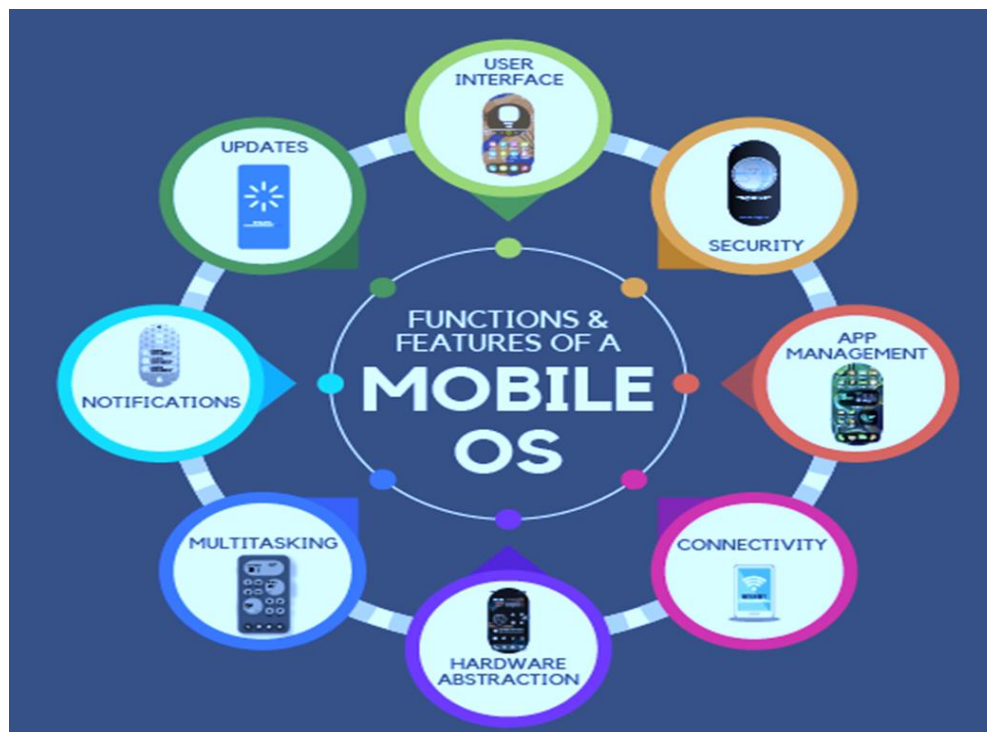 USER
INTERFACE
SECURITY
APP
MANAGEMENT
CONNECTIVITY
HARDWARE
ABSTRACTION
MULTITASKING
NOTIFICATIONS
UPDATES
FUNCTIONS &
FEATURES OF A
MOBILE
OS